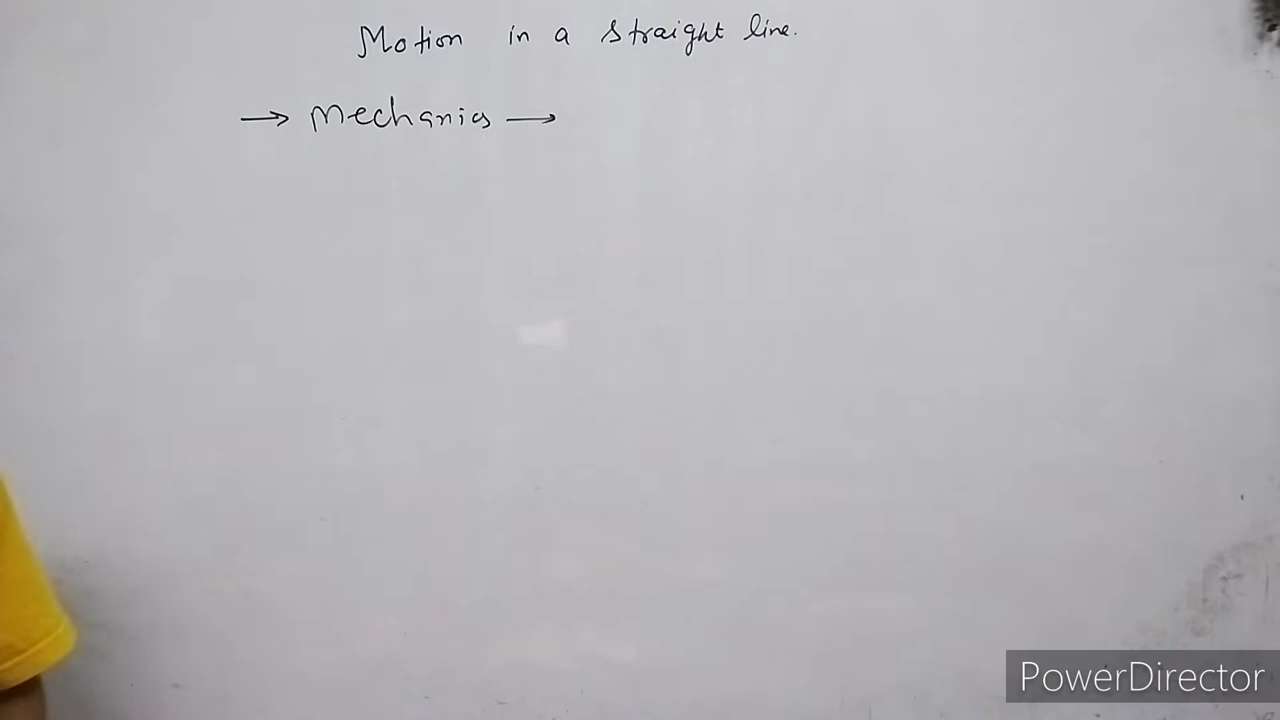 Motion in a straight line.
→ Mechanics →
PowerDirector